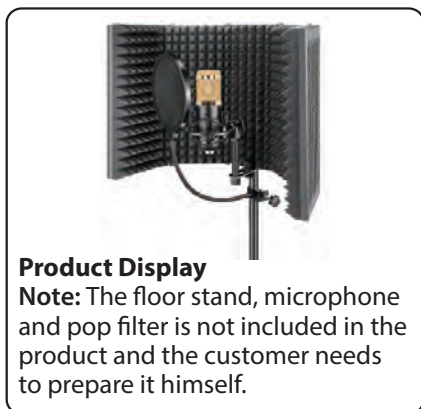 Product Display
Note: The floor stand, microphone
and pop filter is not included in the
product and the customer needs
to prepare it himself.